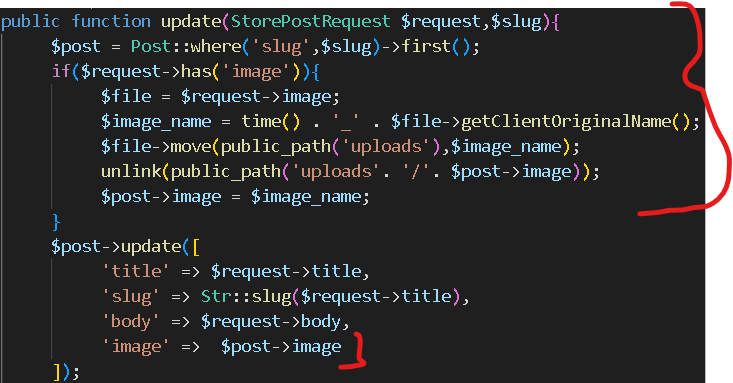 public function update(StorePostRequest $request,$slug){
$post = Post::where('slug',$slug)->first();
if($request->has('image')){
$file = $request->image;
$image_name = time() . '_' . $file->getClientOriginalName();
$file->move(public_path('uploads'),$image_name);
unlink(public_path('uploads'. '/'. $post->image));
$post->image = $image_name;
}
$post->update([
'title' => $request->title,
'slug' => Str::slug($request->title),
'body' => $request->body,
'image' =>  $post->image
]);